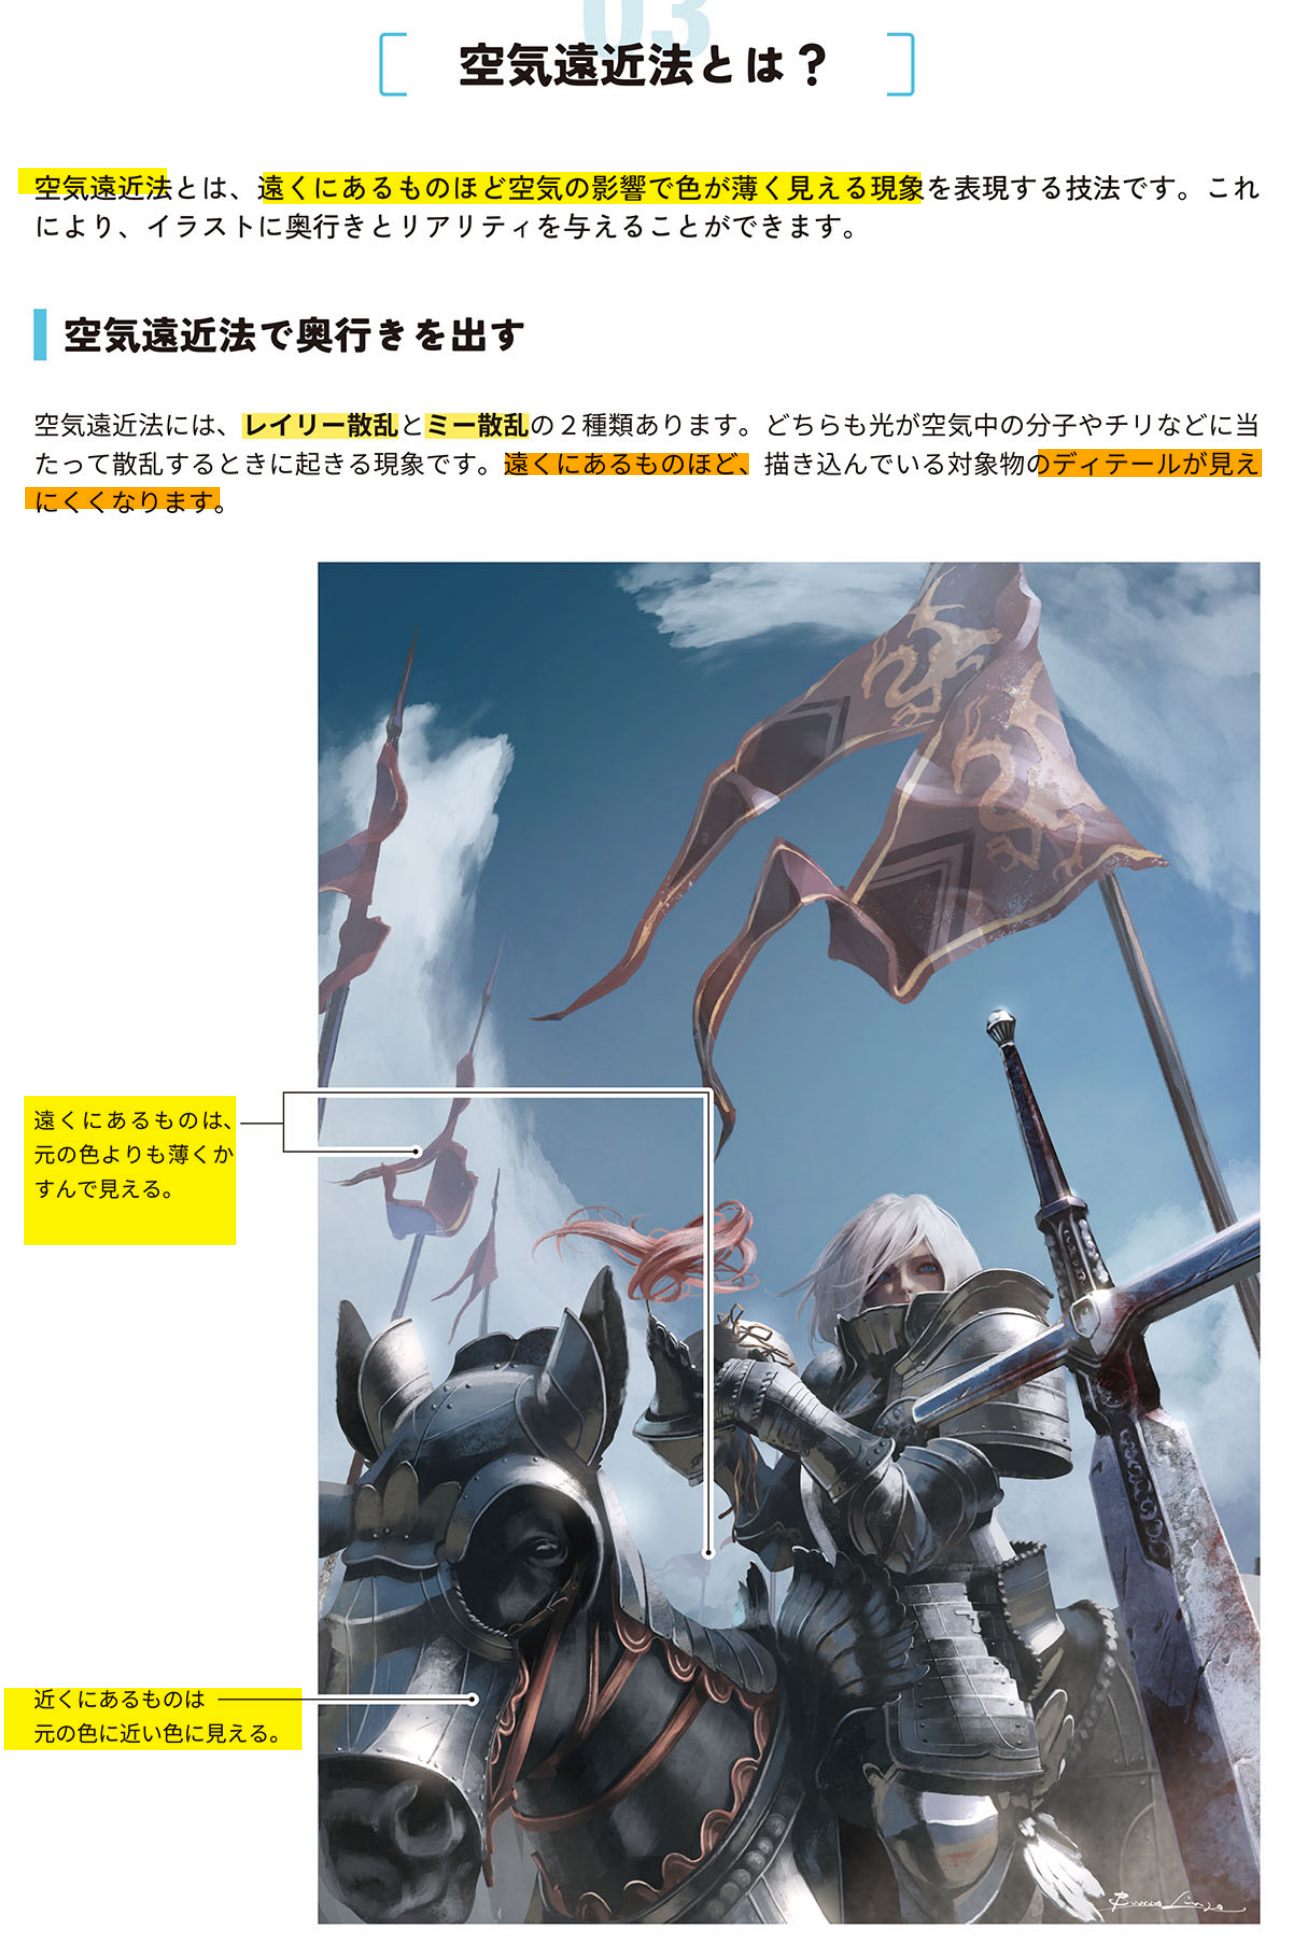 03
空気遠近法とは？
空気遠近法とは、遠くにあるものほど空気の影響で色が薄く見える現象を表現する技法です。これ
により、イラストに奥行きとリアリティを与えることができます。
空気遠近法で奥行きを出す
空気遠近法には、レイリー散乱とミー散乱の２種類あります。どちらも光が空気中の分子やチリなどに当
たって散乱するときに起きる現象です。遠くにあるものほど、描き込んでいる対象物のディテールが見え
にくくなります。
遠くにあるものは、
元の色よりも薄くか
すんで見える。
近くにあるものは
元の色に近い色に見える。